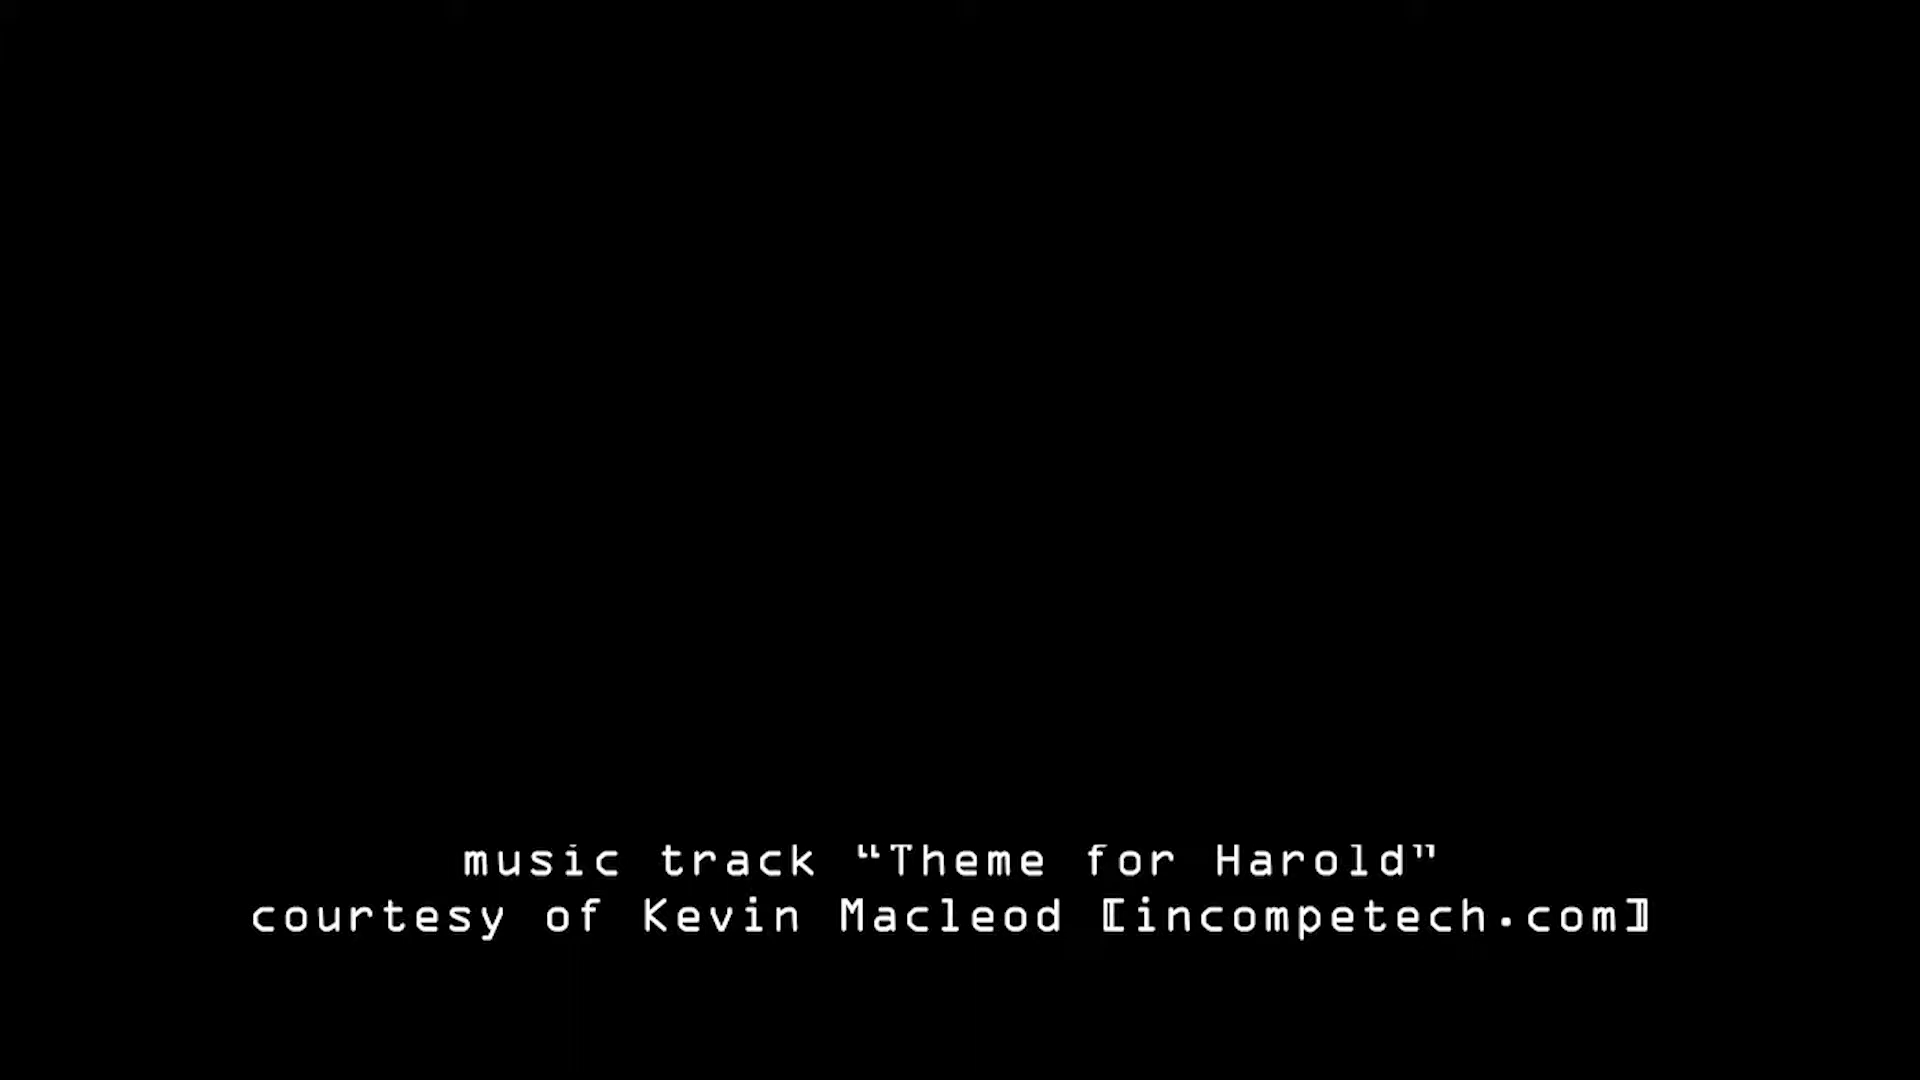 music track “Theme for Harold”
courtesy of Kevin Macleod [incompetech.com]